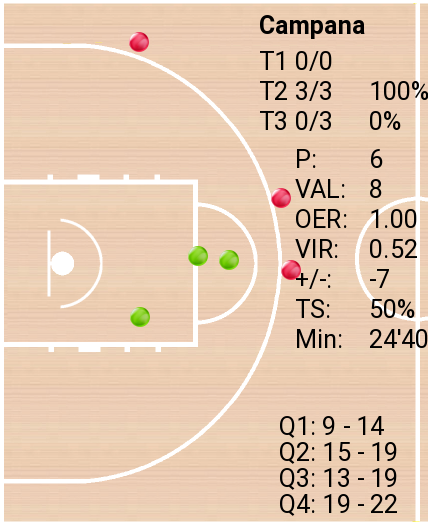 Campana
T1 0/0
T2 3/3 100%
T3 0/3 0%
P: 6
VAL: 8
OER: 1.00
VIR: 0.52
+/-: -7
TS: 50%
Min: 24'40
Q1: 9 - 14
Q2: 15 - 19
Q3: 13 - 19
Q4: 19 - 22